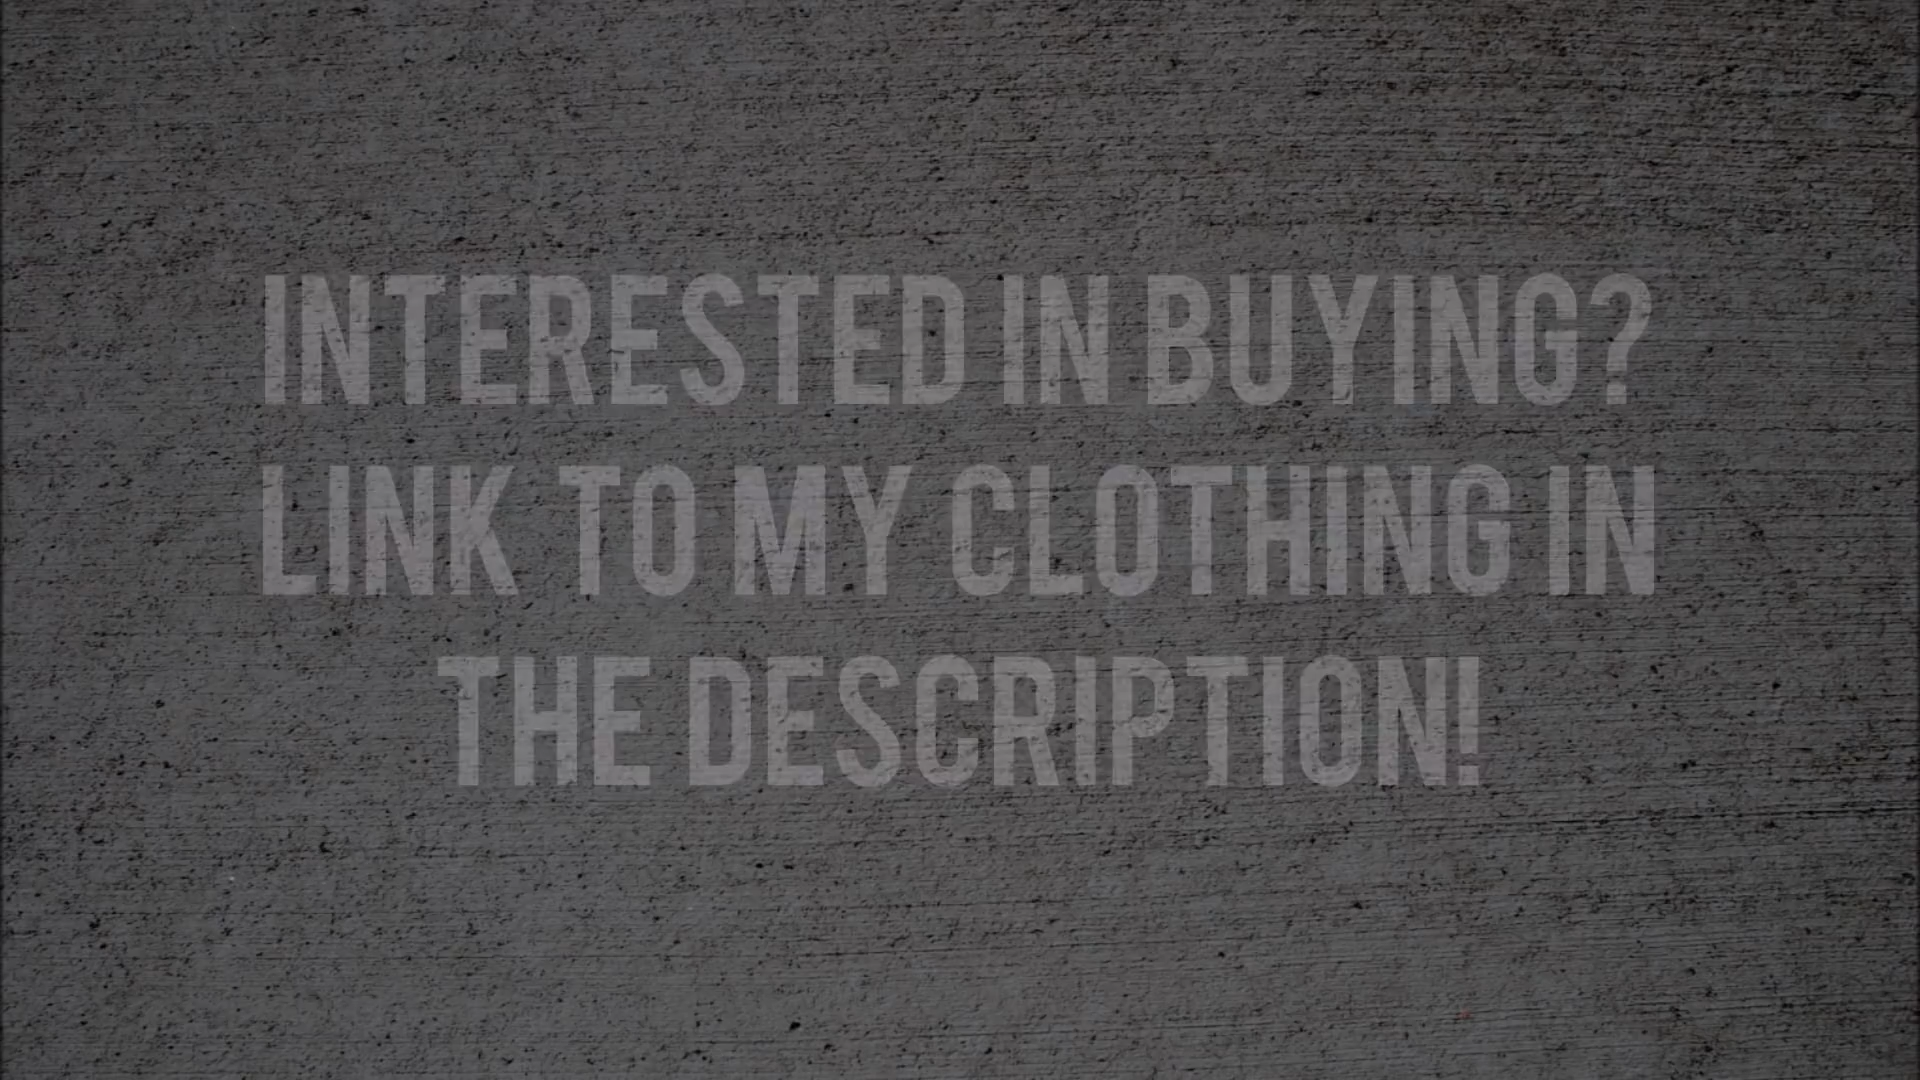 INTERESTED IN BUYING?
LINK TO MY CLOTHING IN
THE DESCRIPTION!